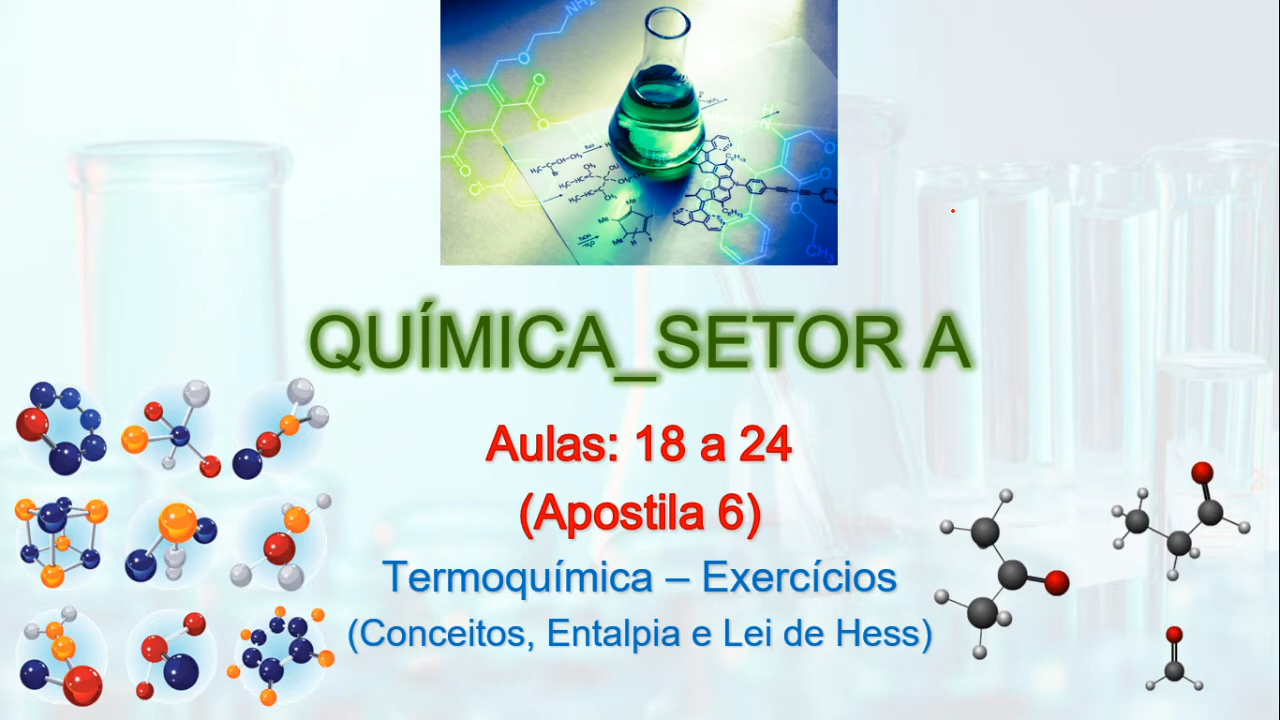 QUÍMICA_SETOR A
Aulas: 18 a 24
(Apostila 6)
Termoquímica – Exercícios
(Conceitos, Entalpia e Lei de Hess)